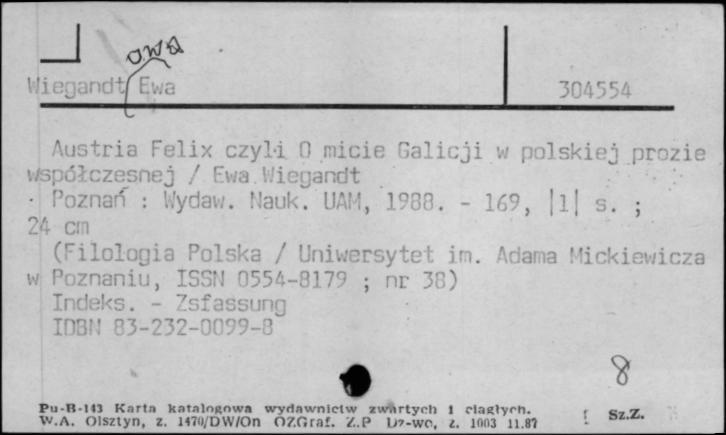 owa
Wiegandt Ewa
304554
Austria Felix czyli O micie Galicji w polskiej prozie
współczesnej / Ewa Wiegandt
. Poznań : Wydaw. Nauk. UAM, 1988. - 169, |1| s. ;
24 cm
(Filologia Polska / Uniwersytet im. Adama Mickiewicza
w Poznaniu, ISSN 0554-8179 ; nr 38)
Indeks. - Zsfassung
IDBN 83-232-0099-8
8
Pu-B-143 Karta katalogowa wydawnictw zwartych i ciągłych.
W.A. Olsztyn, z. 1470/DW/On OZGraf. Z.P Dz-wo, z. 1003 11.87
Sz.Z.